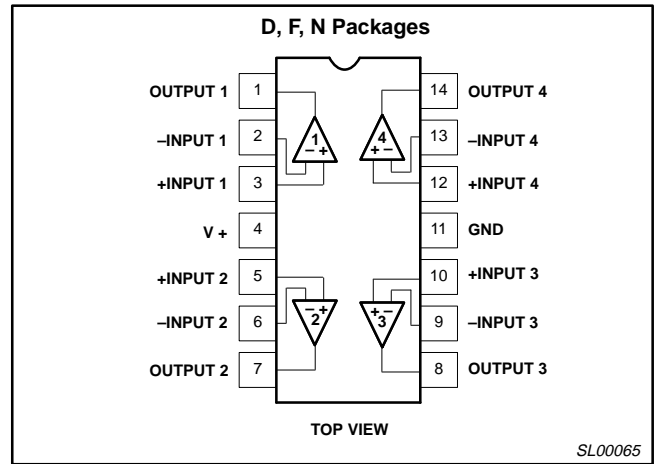 D, F, N Packages
OUTPUT 1 1 14 OUTPUT 4
–INPUT 1 2 13 –INPUT 4
1 – + 4 + –
+INPUT 1 3 12 +INPUT 4
V + 4 11 GND
+INPUT 2 5 10 +INPUT 3
– + 2 + – 3
–INPUT 2 6 9 –INPUT 3
OUTPUT 2 7 8 OUTPUT 3
TOP VIEW
SL00065